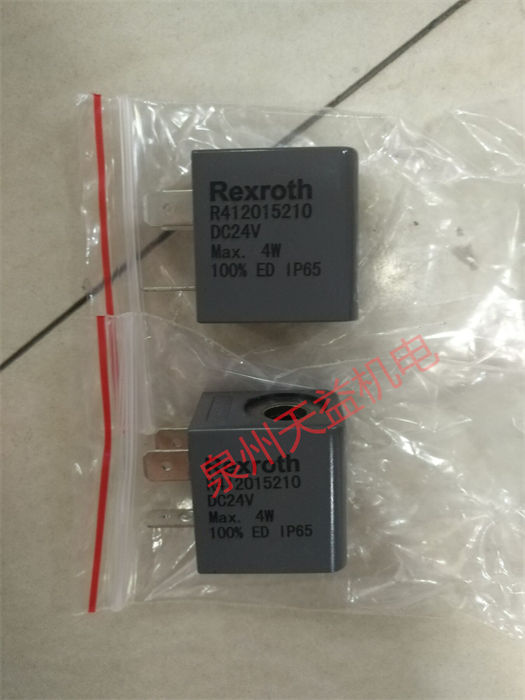 Rexroth
R412015210
DC24V
Max. 4W
100% ED IP65
泉州天益机电
Rexroth
R412015210
DC24V
Max. 4W
100% ED IP65